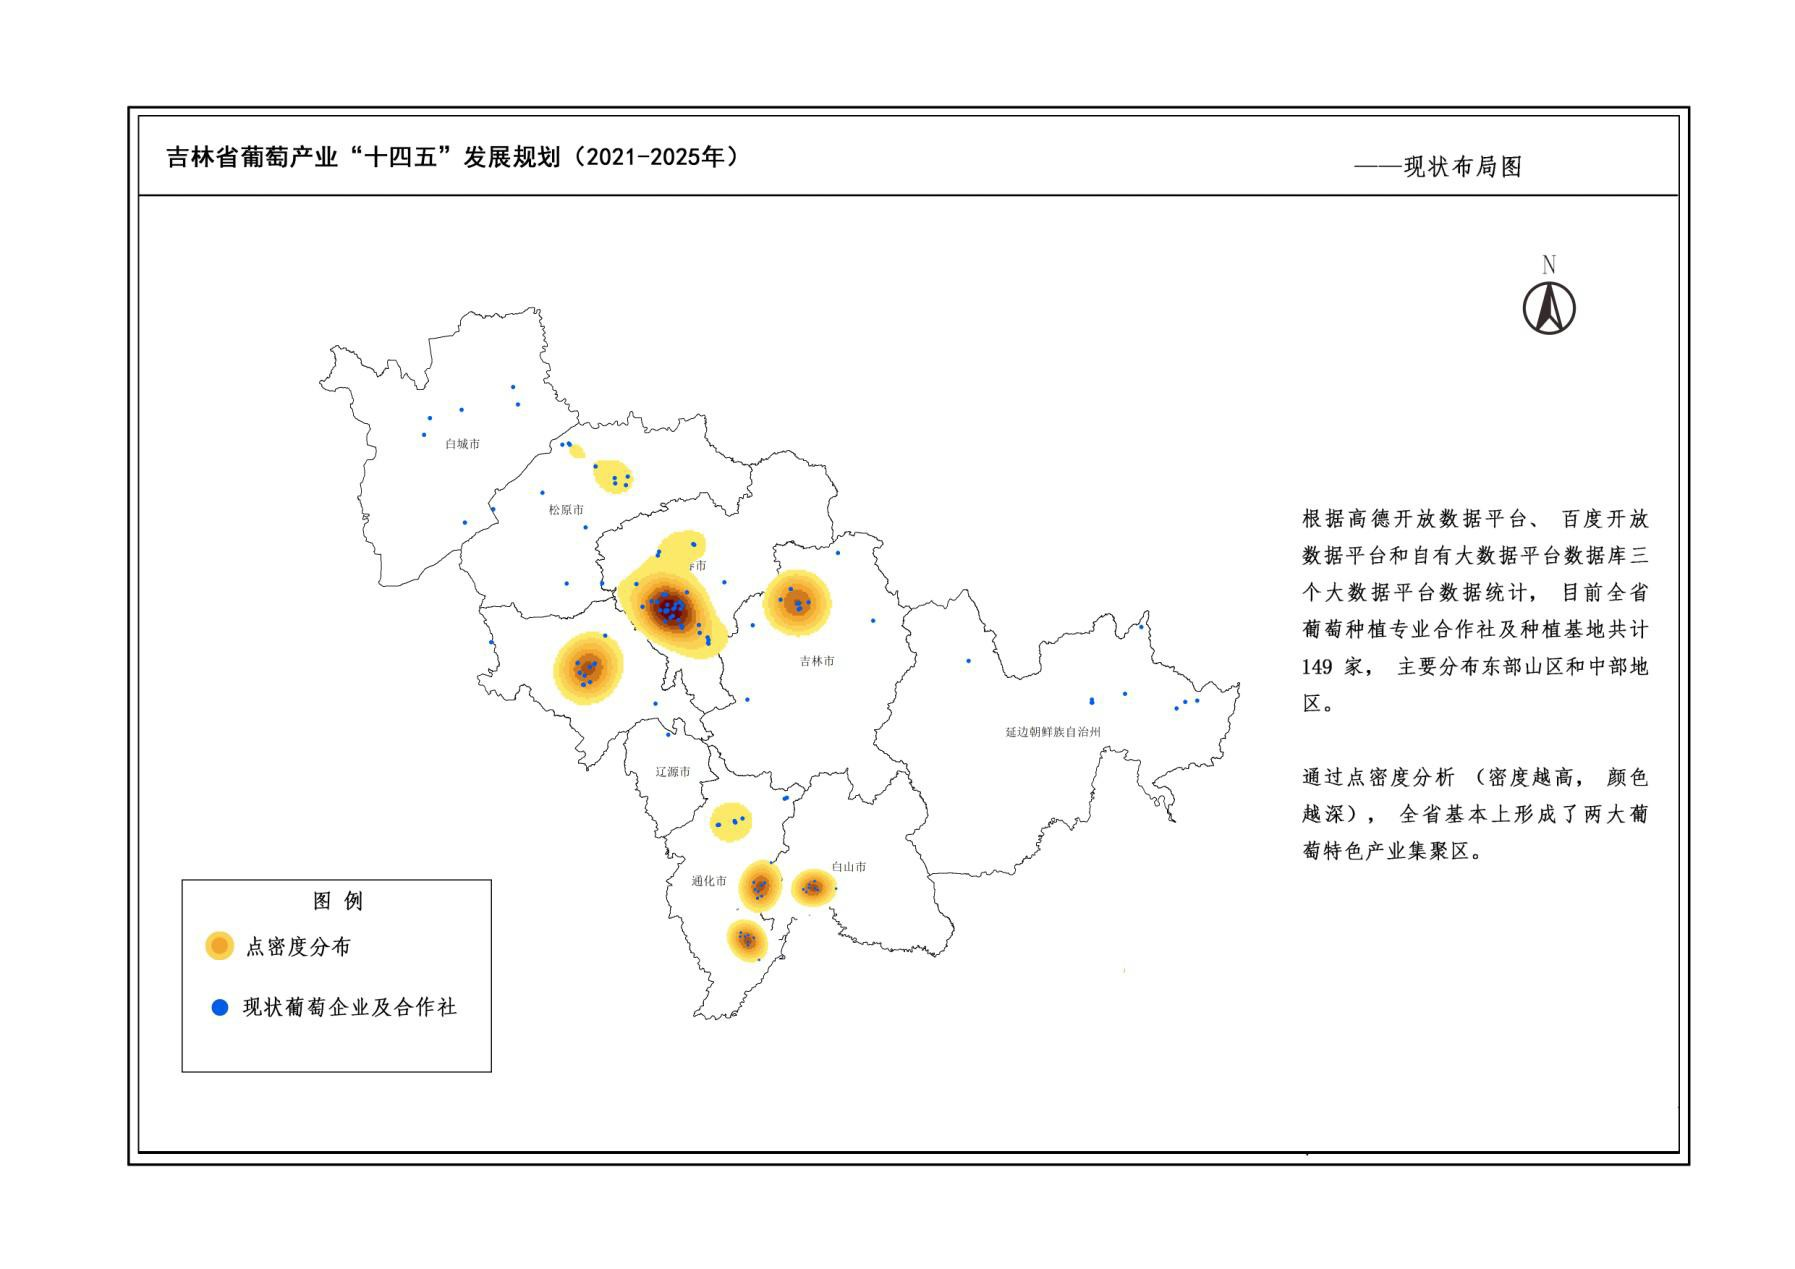 吉林省葡萄产业“十四五”发展规划（2021-2025年）
——现状布局图
N
白城市
松原市
市
吉林市
延边朝鲜族自治州
辽源市
通化市
白山市
根据高德开放数据平台、 百度开放
数据平台和自有大数据平台数据库三
个大数据平台数据统计， 目前全省
葡萄种植专业合作社及种植基地共计
149 家， 主要分布东部山区和中部地
区。
通过点密度分析 （密度越高， 颜色
越深）， 全省基本上形成了两大葡
萄特色产业集聚区。
图 例
点密度分布
现状葡萄企业及合作社